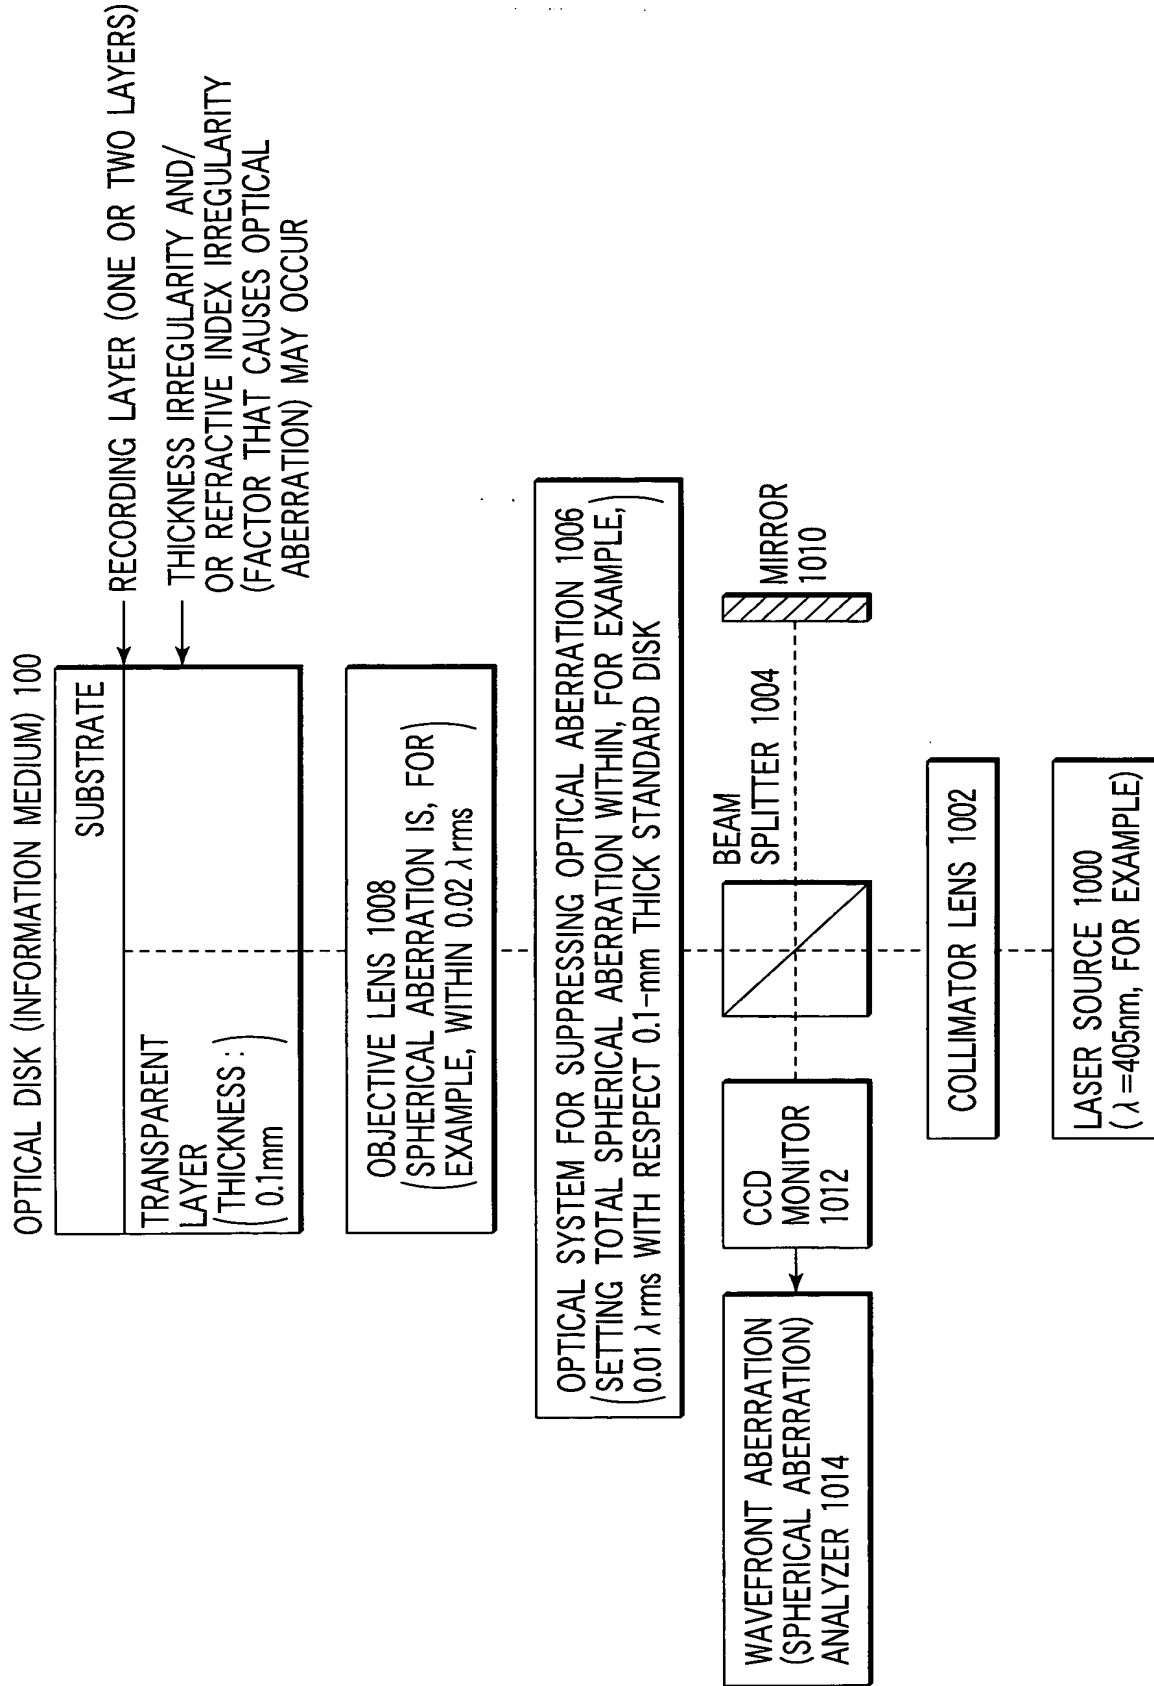 OPTICAL DISK (INFORMATION MEDIUM) 100
SUBSTRATE
RECORDING LAYER (ONE OR TWO LAYERS)
TRANSPARENT
LAYER
(THICKNESS :
0.1mm)
THICKNESS IRREGULARITY AND/
OR REFRACTIVE INDEX IRREGULARITY
(FACTOR THAT CAUSES OPTICAL
ABERRATION) MAY OCCUR
OBJECTIVE LENS 1008
(SPHERICAL ABERRATION IS, FOR
EXAMPLE, WITHIN 0.02 λrms)
OPTICAL SYSTEM FOR SUPPRESSING OPTICAL ABERRATION 1006
(SETTING TOTAL SPHERICAL ABERRATION WITHIN, FOR EXAMPLE,
0.01 λrms WITH RESPECT 0.1-mm THICK STANDARD DISK)
WAVEFRONT ABERRATION
(SPHERICAL ABERRATION)
ANALYZER 1014
CCD
MONITOR
1012
BEAM
SPLITTER 1004
MIRROR
1010
COLLIMATOR LENS 1002
LASER SOURCE 1000
(λ=405nm, FOR EXAMPLE)